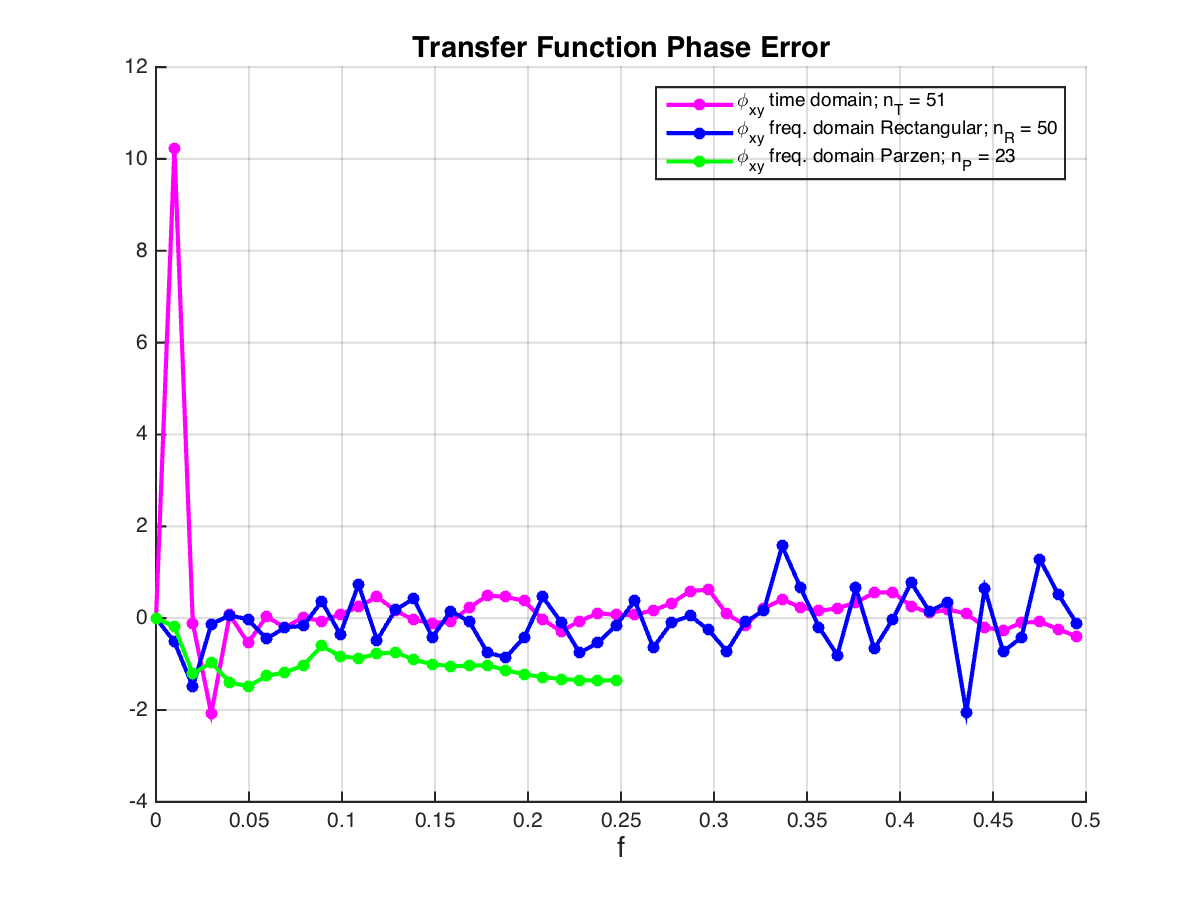 Transfer Function Phase Error
ϕxy time domain; nT = 51
ϕxy freq. domain Rectangular; nR = 50
ϕxy freq. domain Parzen; nP = 23
12
10
8
6
4
2
0
-2
-4
0 0.05 0.1 0.15 0.2 0.25 0.3 0.35 0.4 0.45 0.5
f